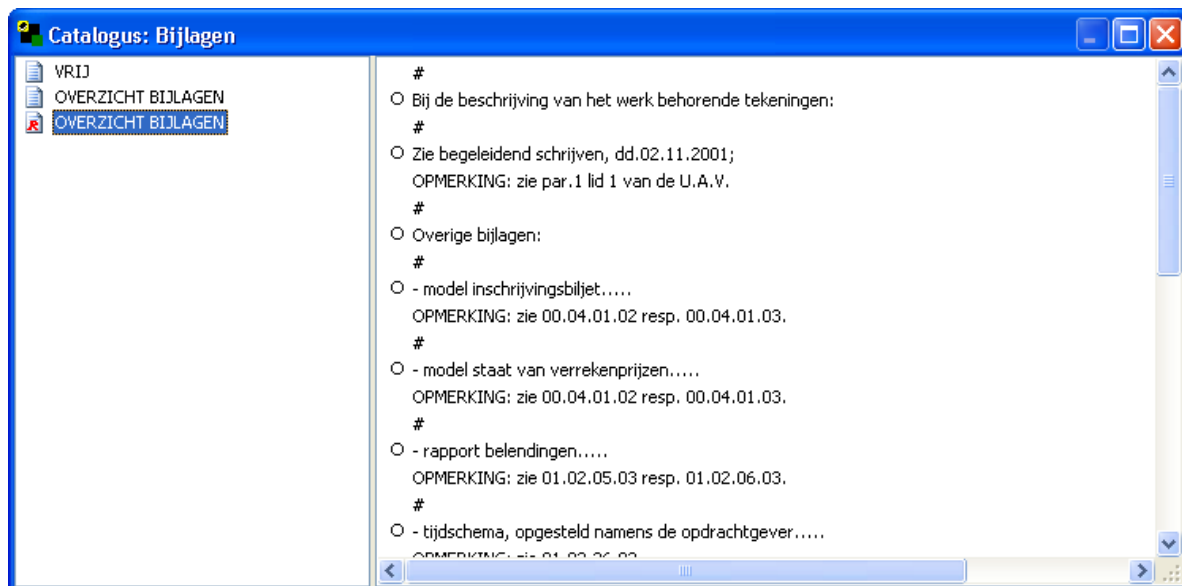 Catalogus: Bijlagen
VRIJ
OVERZICHT BIJLAGEN
OVERZICHT BIJLAGEN
#
Bij de beschrijving van het werk behorende tekeningen:
#
Zie begeleidend schrijven, dd.02.11.2001;
OPMERKING: zie par.1 lid 1 van de U.A.V.
#
Overige bijlagen:
#
- model inschrijvingsbiljet.....
OPMERKING: zie 00.04.01.02 resp. 00.04.01.03.
#
- model staat van verrekenprijzen.....
OPMERKING: zie 00.04.01.02 resp. 00.04.01.03.
#
- rapport belendingen.....
OPMERKING: zie 01.02.05.03 resp. 01.02.06.03.
#
- tijdschema, opgesteld namens de opdrachtgever.....
OPMERKING: zie